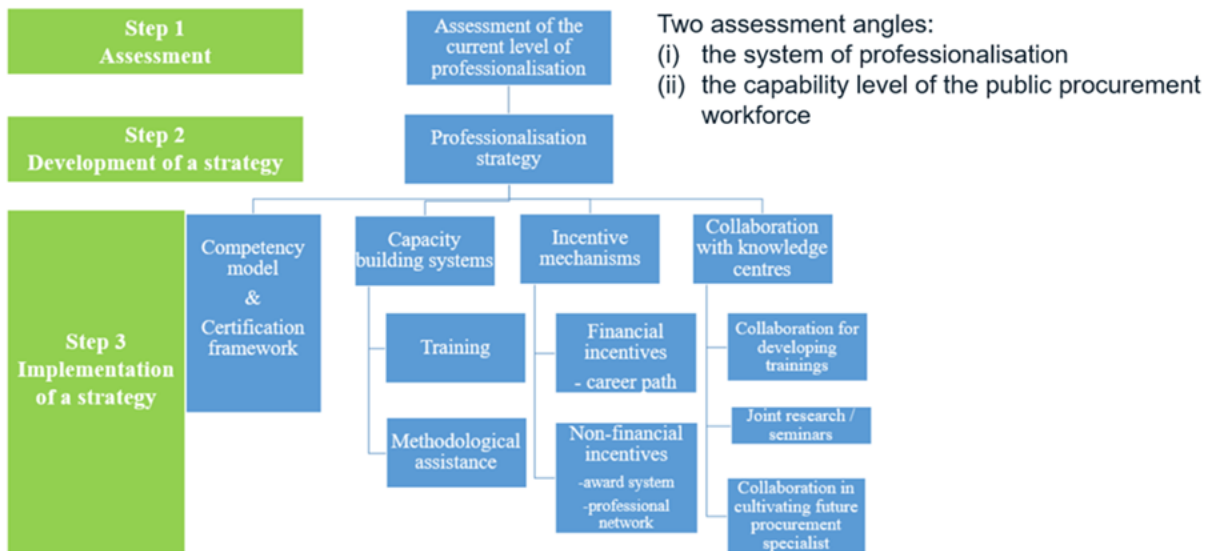 Step 1
Assessment
Assessment of the
current level of
professionalisation
Two assessment angles:
(i) the system of professionalisation
(ii) the capability level of the public procurement
workforce
Step 2
Development of a strategy
Professionalisation
strategy
Step 3
Implementation
of a strategy
Competency
model
&
Certification
framework
Capacity
building systems
Training
Methodological
assistance
Incentive
mechanisms
Financial
incentives
- career path
Non-financial
incentives
-award system
-professional
network
Collaboration
with knowledge
centres
Collaboration for
developing
trainings
Joint research /
seminars
Collaboration in
cultivating future
procurement
specialist